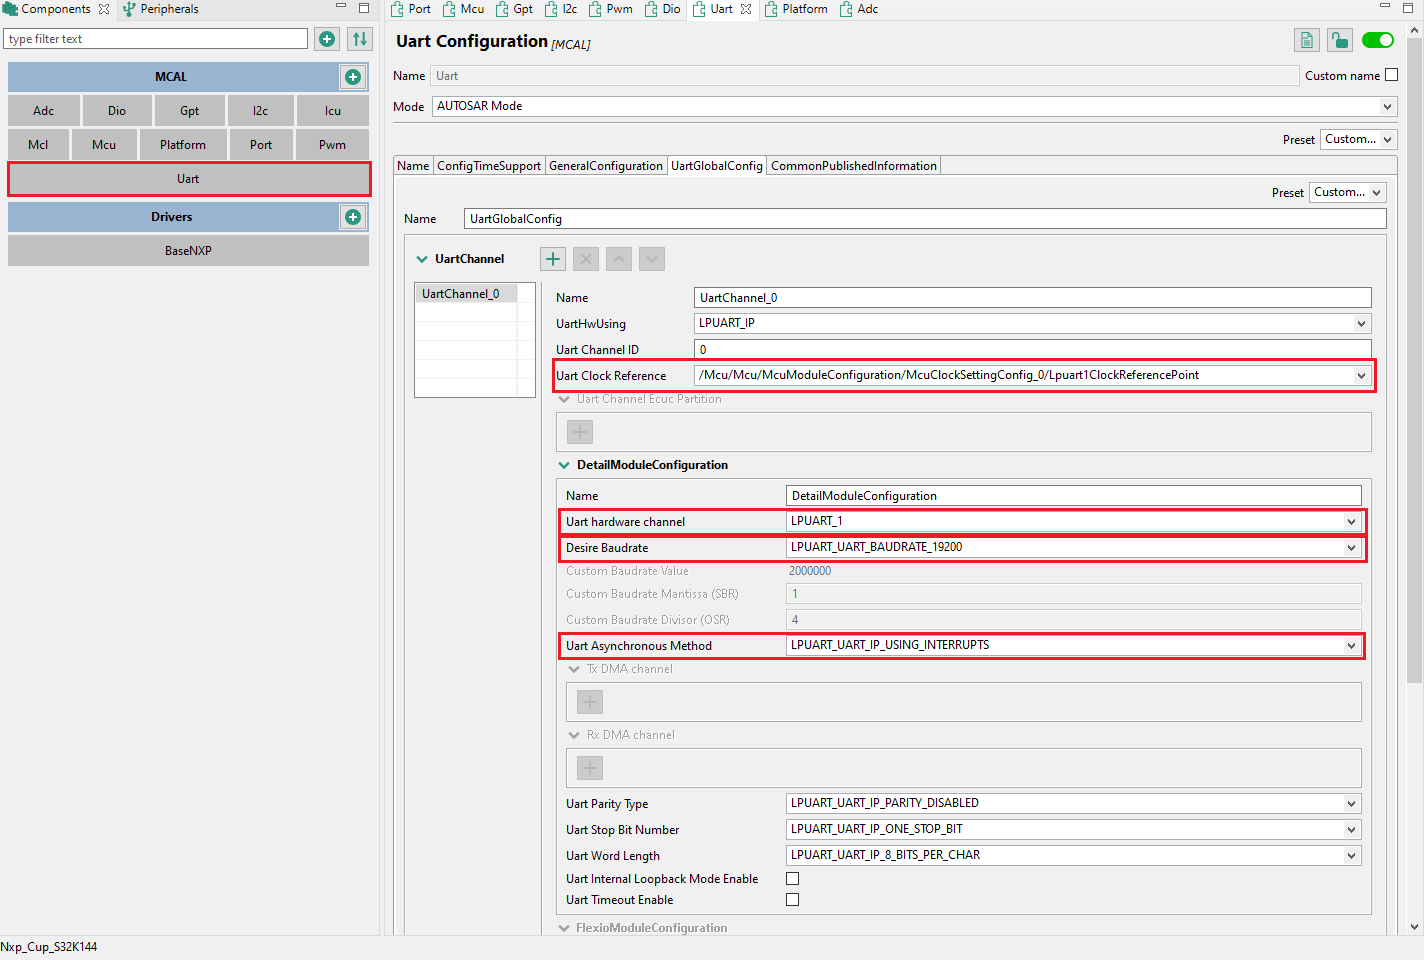 Components
Peripherals
type filter text
MCAL
Adc
Dio
Gpt
I2c
Icu
Mcl
Mcu
Platform
Port
Pwm
Uart
Drivers
BaseNXP
Port
Mcu
Gpt
I2c
Pwm
Dio
Uart
Platform
Adc
Uart Configuration [MCAL]
Name Uart Custom name
Mode AUTOSAR Mode
Preset Custom...
Name ConfigTimeSupport GeneralConfiguration UartGlobalConfig CommonPublishedInformation
Preset Custom...
Name UartGlobalConfig
UartChannel
UartChannel_0
Name UartChannel_0
UartHwUsing LPUART_IP
Uart Channel ID 0
Uart Clock Reference /Mcu/Mcu/McuModuleConfiguration/McuClockSettingConfig_0/Lpuart1ClockReferencePoint
Uart Channel Ecuc Partition
DetailModuleConfiguration
Name DetailModuleConfiguration
Uart hardware channel LPUART_1
Desire Baudrate LPUART_UART_BAUDRATE_19200
Custom Baudrate Value 2000000
Custom Baudrate Mantissa (SBR) 1
Custom Baudrate Divisor (OSR) 4
Uart Asynchronous Method LPUART_UART_IP_USING_INTERRUPTS
Tx DMA channel
Rx DMA channel
Uart Parity Type LPUART_UART_IP_PARITY_DISABLED
Uart Stop Bit Number LPUART_UART_IP_ONE_STOP_BIT
Uart Word Length LPUART_UART_IP_8_BITS_PER_CHAR
Uart Internal Loopback Mode Enable
Uart Timeout Enable
FlexioModuleConfiguration
Nxp_Cup_S32K144